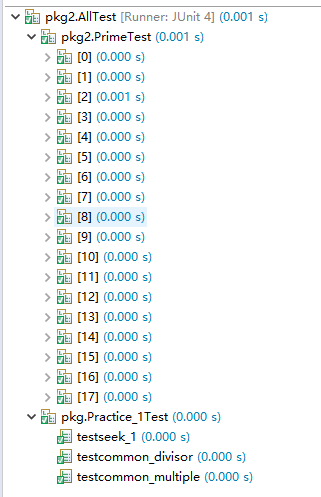 pkg2.AllTest [Runner: JUnit 4] (0.001 s)
pkg2.PrimeTest (0.001 s)
[0] (0.000 s)
[1] (0.000 s)
[2] (0.001 s)
[3] (0.000 s)
[4] (0.000 s)
[5] (0.000 s)
[6] (0.000 s)
[7] (0.000 s)
[8] (0.000 s)
[9] (0.000 s)
[10] (0.000 s)
[11] (0.000 s)
[12] (0.000 s)
[13] (0.000 s)
[14] (0.000 s)
[15] (0.000 s)
[16] (0.000 s)
[17] (0.000 s)
pkg.Practice_1Test (0.000 s)
testseek_1 (0.000 s)
testcommon_divisor (0.000 s)
testcommon_multiple (0.000 s)